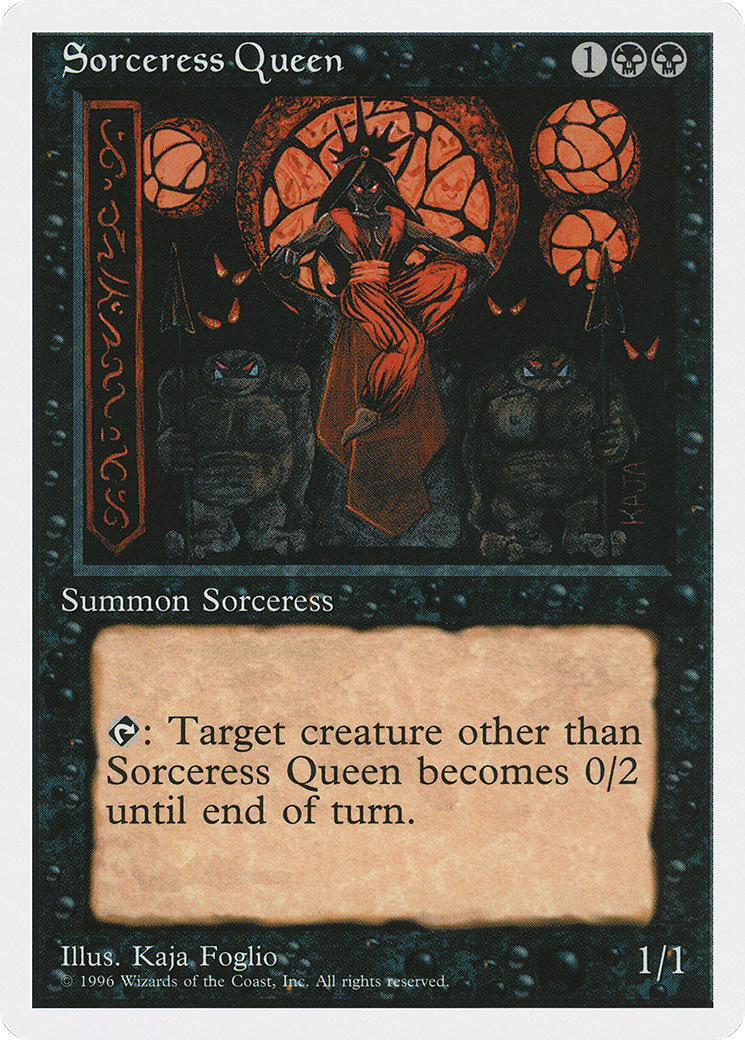 Sorceress Queen 1
Summon Sorceress
: Target creature other than
Sorceress Queen becomes 0/2
until end of turn.
KAJA
Illus. Kaja Foglio
1/1
© 1996 Wizards of the Coast, Inc. All rights reserved.